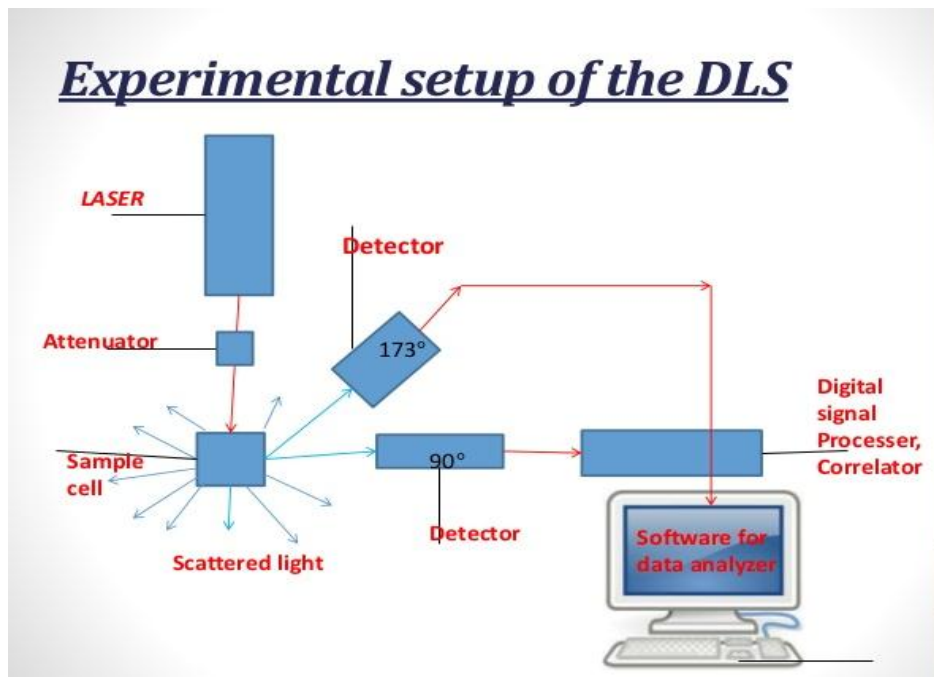 Experimental setup of the DLS
LASER
Detector
173°
Attenuator
Digital
signal
Processer,
Correlator
Sample
cell
90°
Detector
Scattered light
Software for
data analyzer